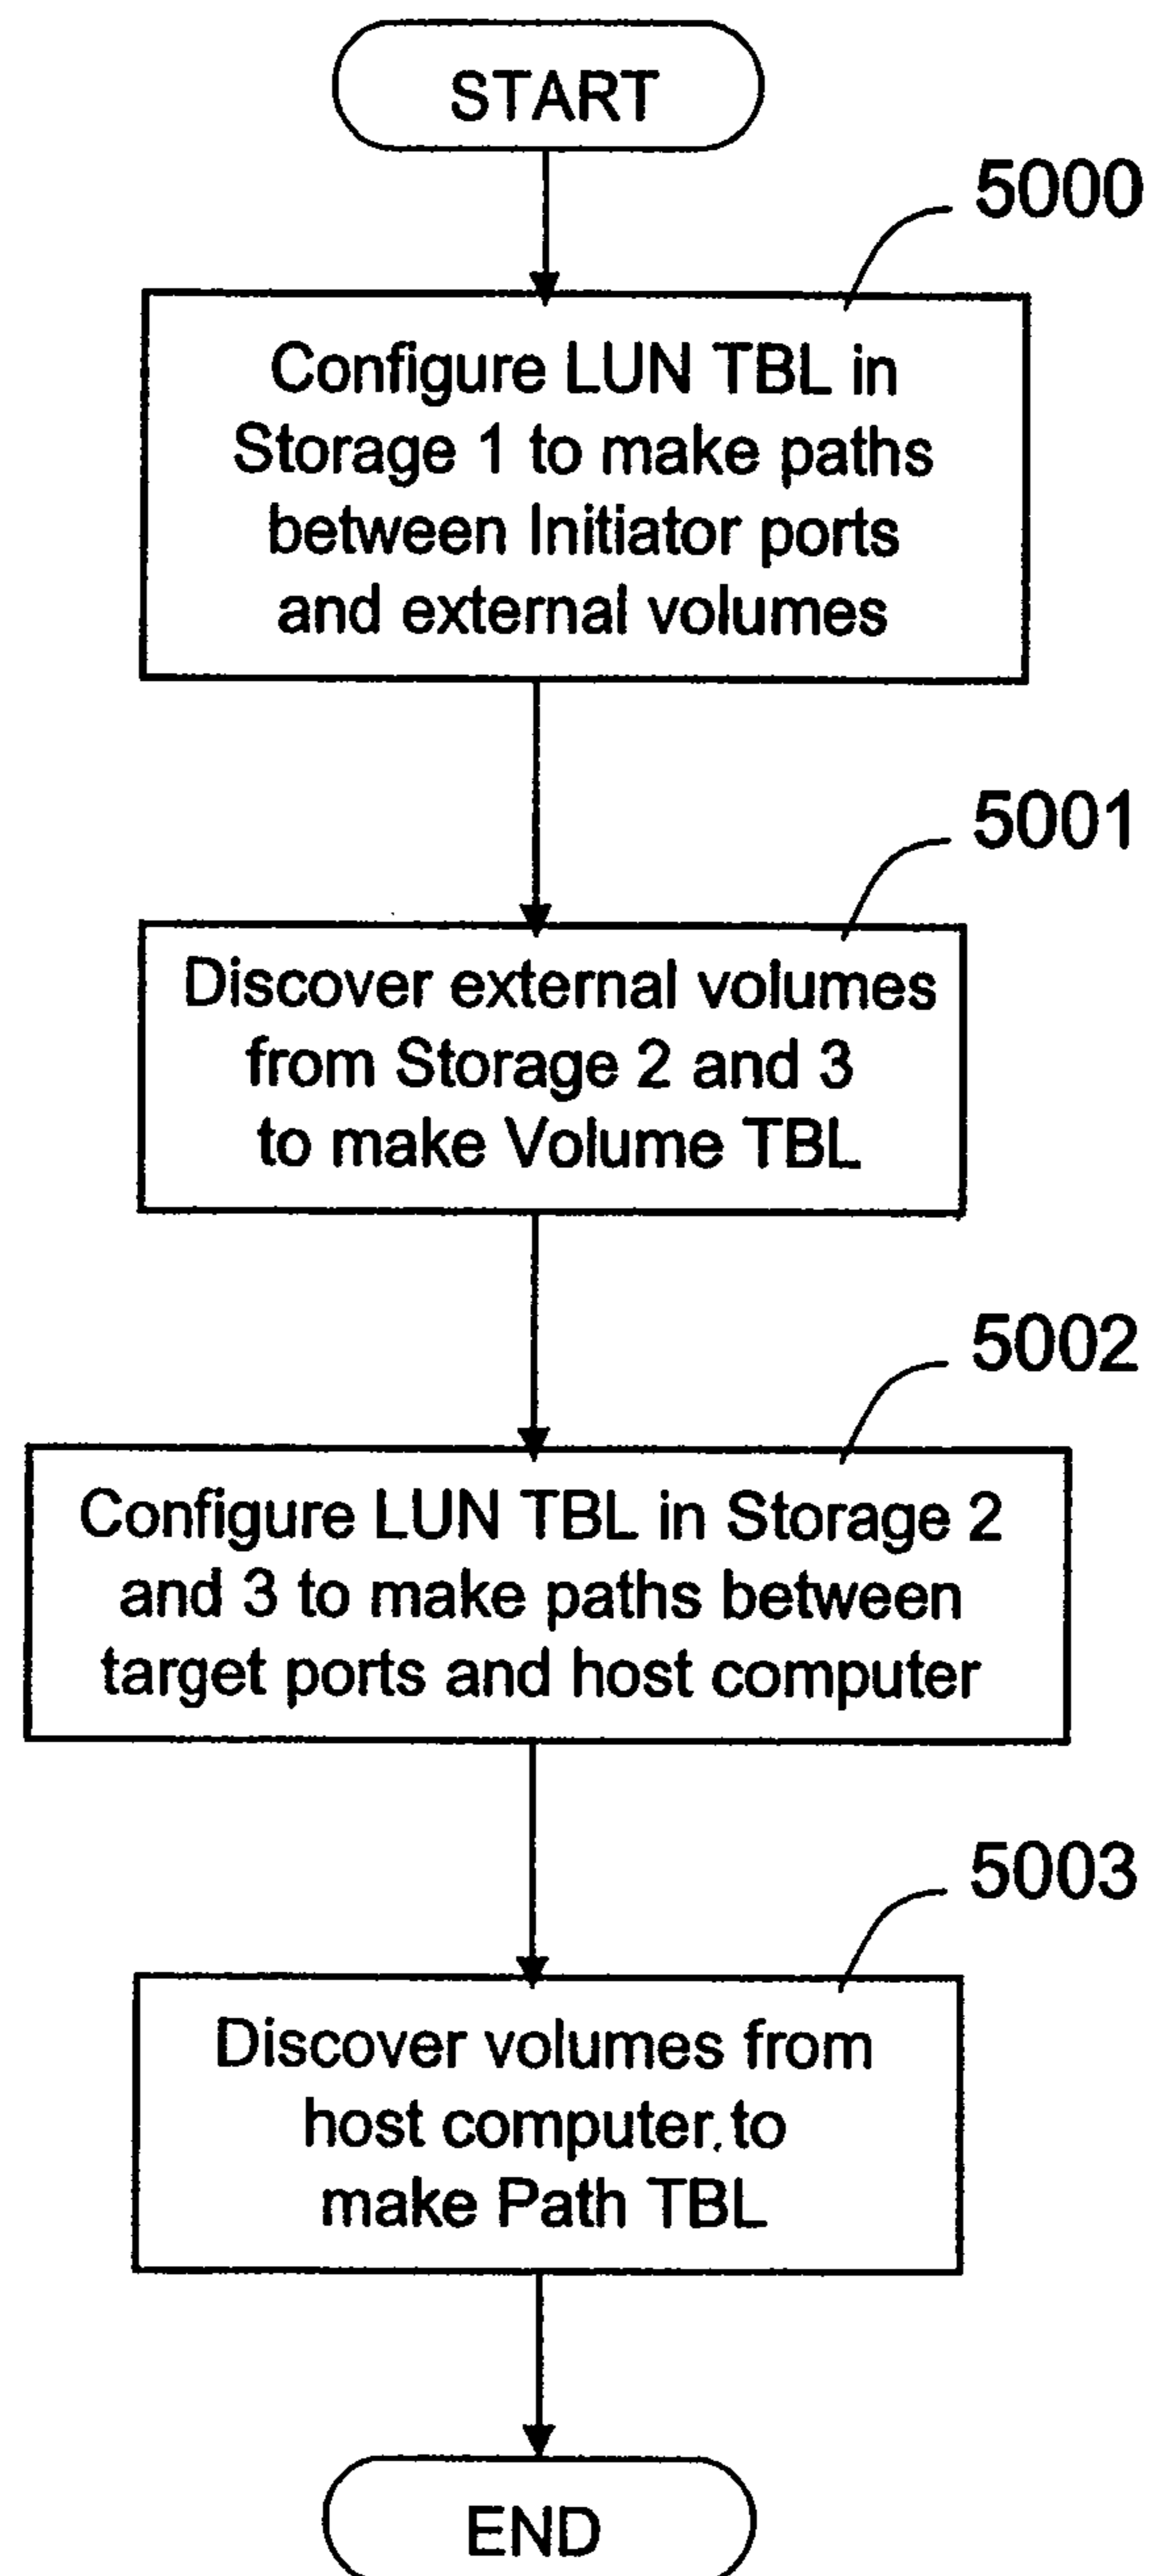 START
5000
Configure LUN TBL in
Storage 1 to make paths
between Initiator ports
and external volumes
5001
Discover external volumes
from Storage 2 and 3
to make Volume TBL
5002
Configure LUN TBL in Storage 2
and 3 to make paths between
target ports and host computer
5003
Discover volumes from
host computer to
make Path TBL
END